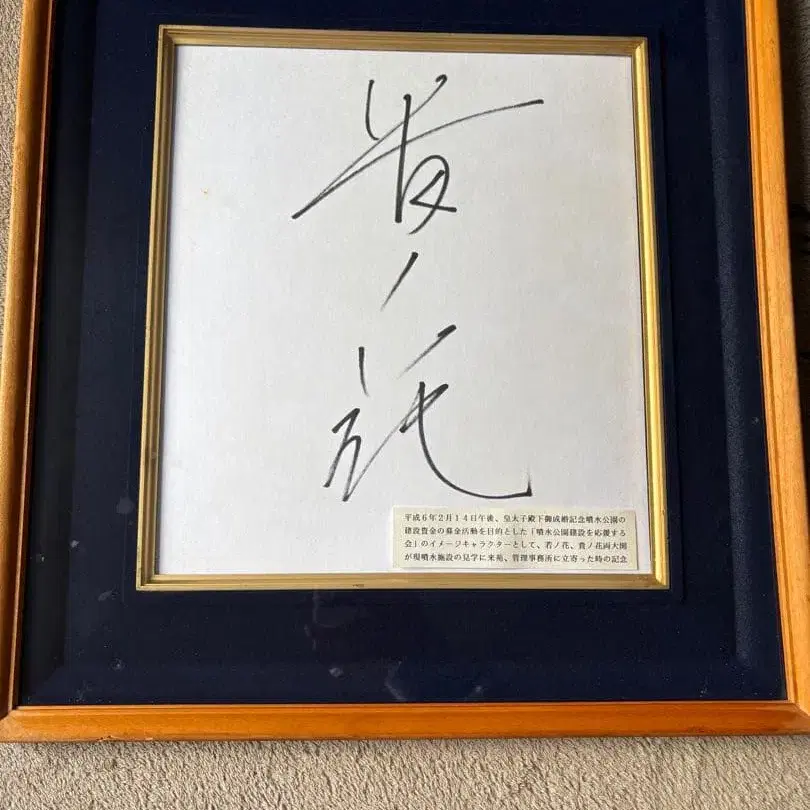 貴ノ花
平成6年2月14日午後、皇太子殿下御成婚記念噴水公園の
建設資金の募金活動を目的とした「噴水公園建設を応援する
会」のイメージキャラクターとして、若ノ花、貴ノ花両大関
が現噴水施設の見学に来苑、管理事務所に立寄った時の記念